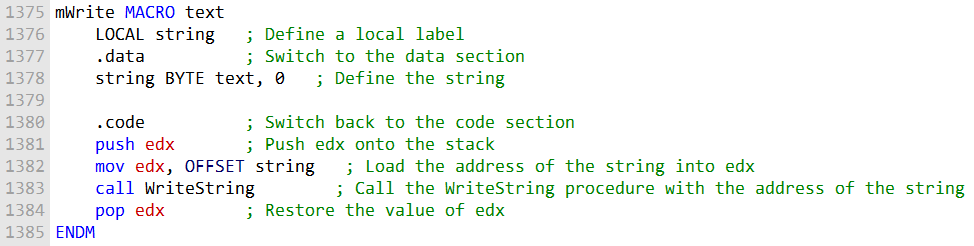 1375 mWrite MACRO text
1376     LOCAL string   ; Define a local label
1377     .data          ; Switch to the data section
1378     string BYTE text, 0   ; Define the string
1379
1380     .code          ; Switch back to the code section
1381     push edx       ; Push edx onto the stack
1382     mov edx, OFFSET string   ; Load the address of the string into edx
1383     call WriteString        ; Call the WriteString procedure with the address of the string
1384     pop edx        ; Restore the value of edx
1385 ENDM